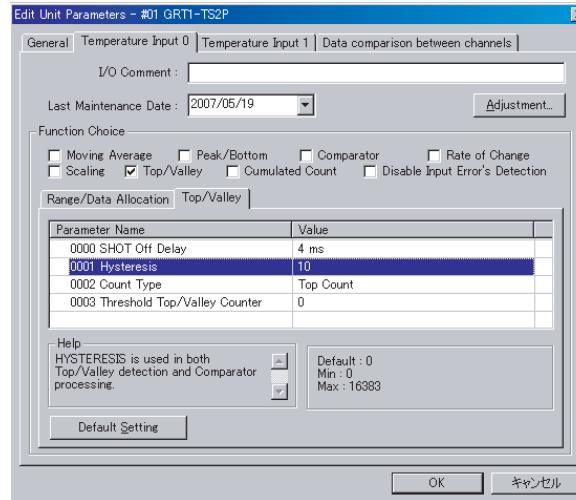 Edit Unit Parameters - #01 GRT1-TS2P
General Temperature Input 0 Temperature Input 1 Data comparison between channels
I/O Comment :
Last Maintenance Date : 2007/05/19 Adjustment...
Function Choice
Moving Average Peak/Bottom Comparator Rate of Change
Scaling Top/Valley Cumulated Count Disable Input Error's Detection
Range/Data Allocation Top/Valley
Parameter Name Value
0000 SHOT Off Delay 4 ms
0001 Hysteresis 10
0002 Count Type Top Count
0003 Threshold Top/Valley Counter 0
Help
HYSTERESIS is used in both
Top/Valley detection and Comparator
processing.
Default : 0
Min : 0
Max : 16383
Default Setting
OK キャンセル